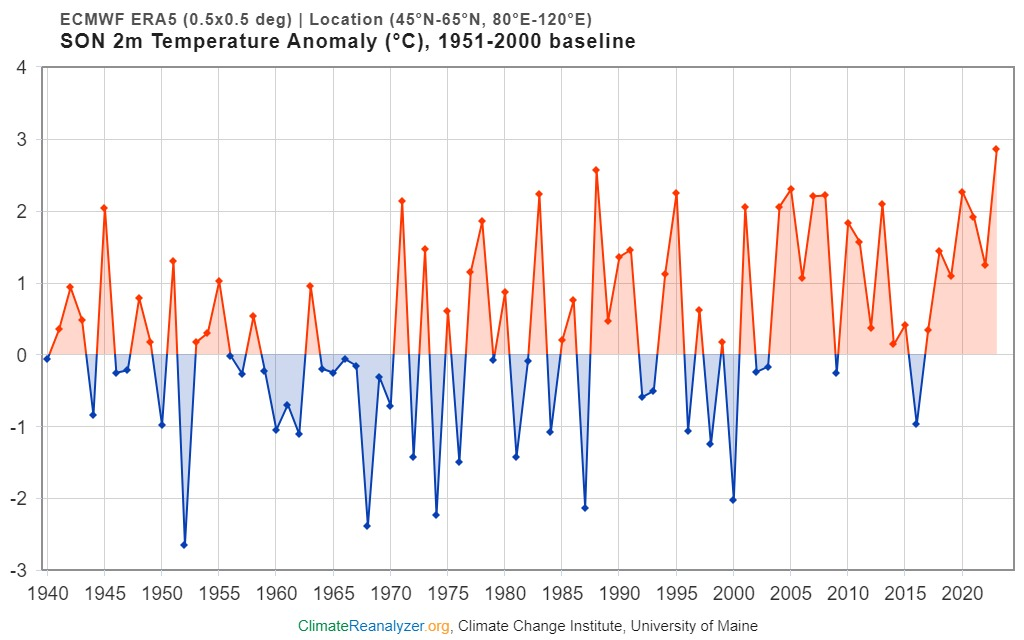 ECMWF ERA5 (0.5x0.5 deg) | Location (45°N-65°N, 80°E-120°E)
SON 2m Temperature Anomaly (°C), 1951-2000 baseline
4
3
2
1
0
-1
-2
-3
1940 1945 1950 1955 1960 1965 1970 1975 1980 1985 1990 1995 2000 2005 2010 2015 2020
ClimateReanalyzer.org, Climate Change Institute, University of Maine